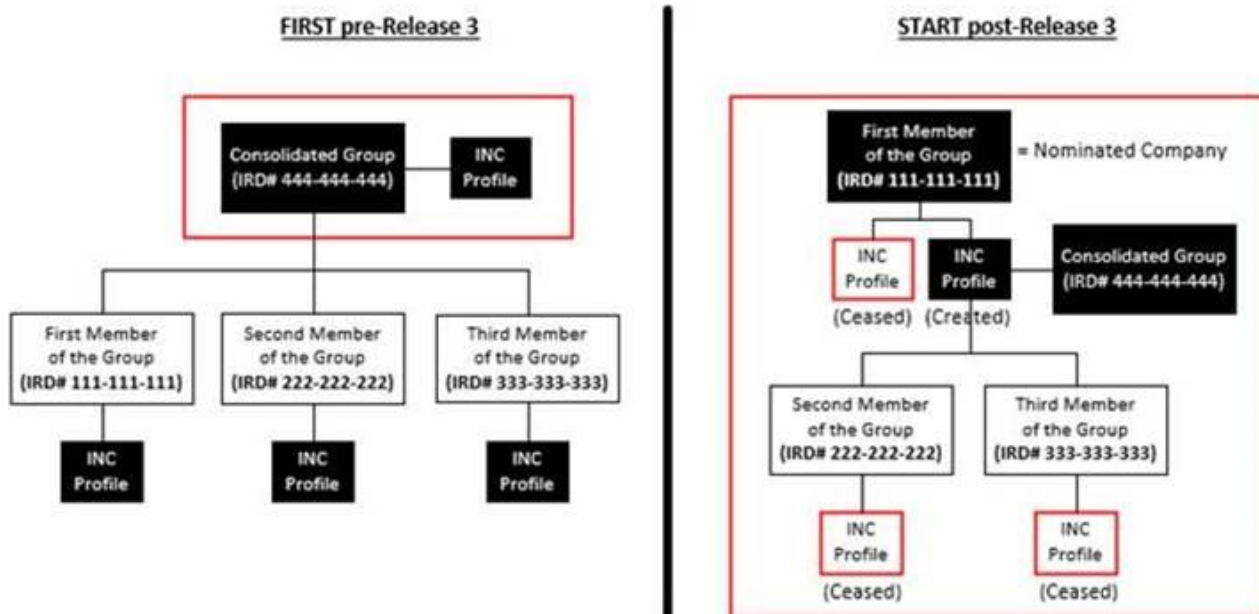 FIRST pre-Release 3
Consolidated Group
(IRD# 444-444-444)
INC
Profile
First Member
of the Group
(IRD# 111-111-111)
Second Member
of the Group
(IRD# 222-222-222)
Third Member
of the Group
(IRD# 333-333-333)
INC
Profile
INC
Profile
INC
Profile
START post-Release 3
First Member
of the Group
(IRD# 111-111-111)
= Nominated Company
INC
Profile
(Ceased)
INC
Profile
(Created)
Consolidated Group
(IRD# 444-444-444)
Second Member
of the Group
(IRD# 222-222-222)
Third Member
of the Group
(IRD# 333-333-333)
INC
Profile
(Ceased)
INC
Profile
(Ceased)